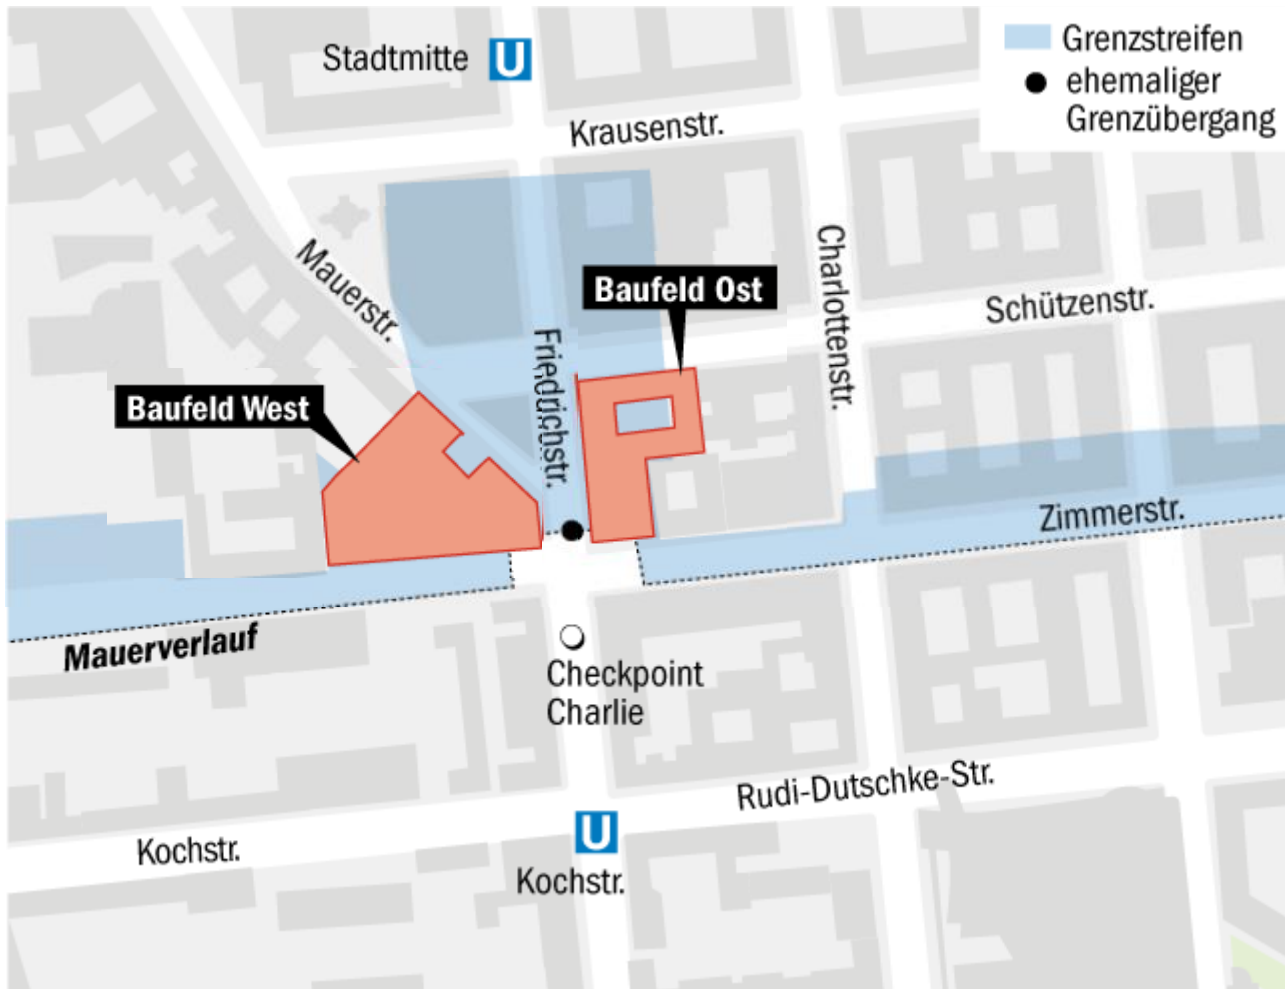 Stadtmitte U
Grenzstreifen
ehemaliger
Grenzübergang
Krausenstr.
Mauerstr.
Charlottenstr.
Baufeld Ost
Schützenstr.
Friedrichstr.
Baufeld West
Zimmerstr.
Mauerverlauf
Checkpoint
Charlie
Rudi-Dutschke-Str.
Kochstr.
U
Kochstr.